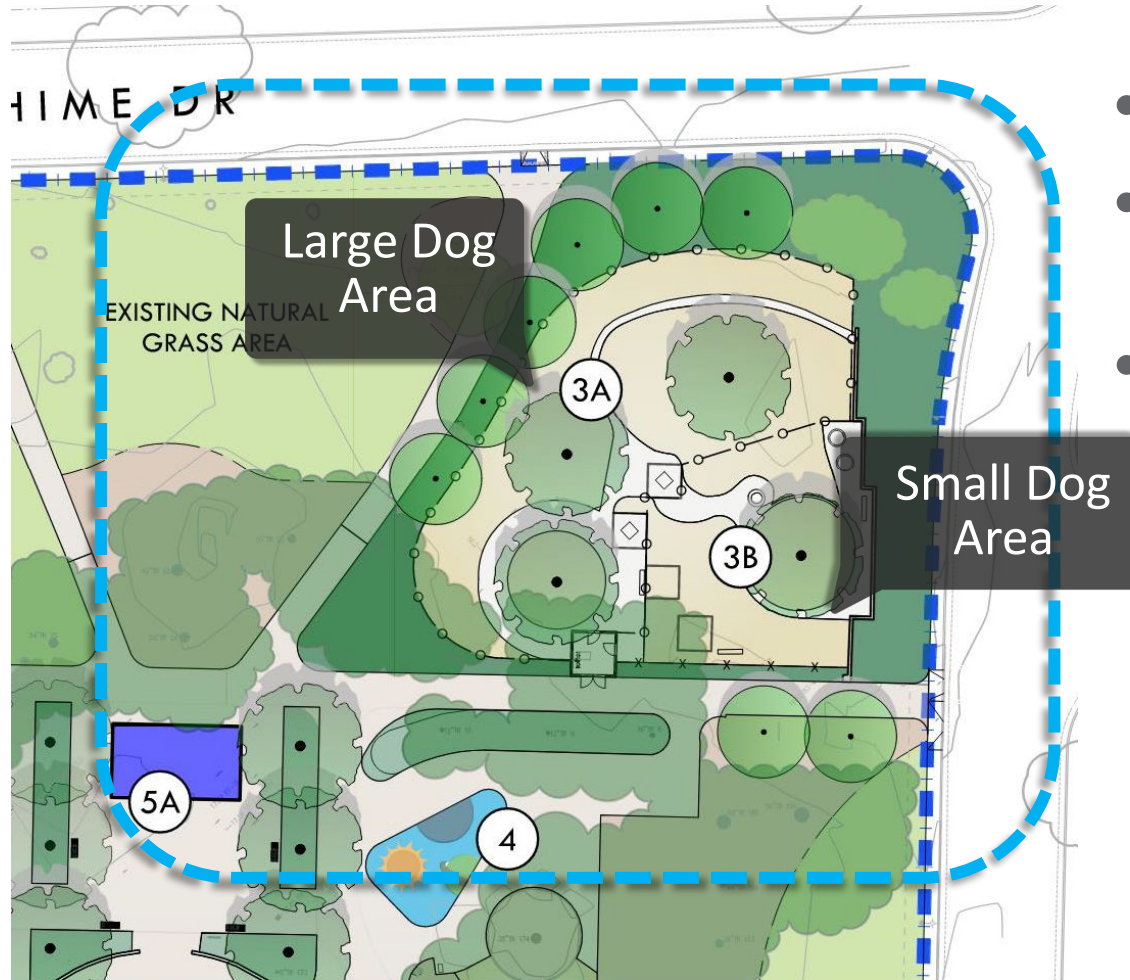 HIME DR
Large Dog
Area
EXISTING NATURAL
GRASS AREA
3A
Small Dog
Area
3B
5A
4